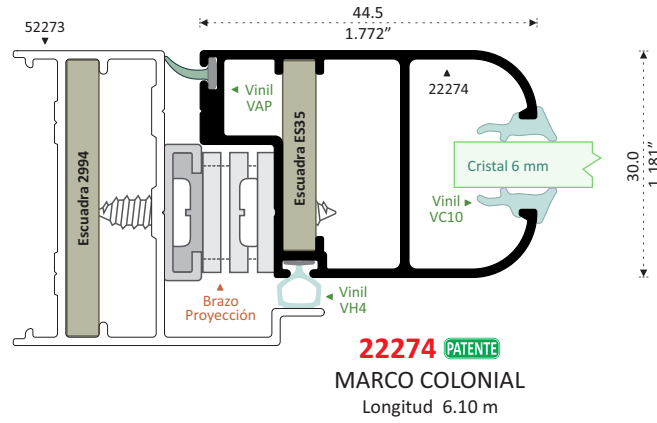 52273
44.5
1.772”
Vinil
VAP
22274
Escuadra 2994
Escuadra ES35
Cristal 6 mm
30.0
1.181”
Vinil
VC10
Brazo
Proyección
Vinil
VH4
22274 PATENTE
MARCO COLONIAL
Longitud 6.10 m